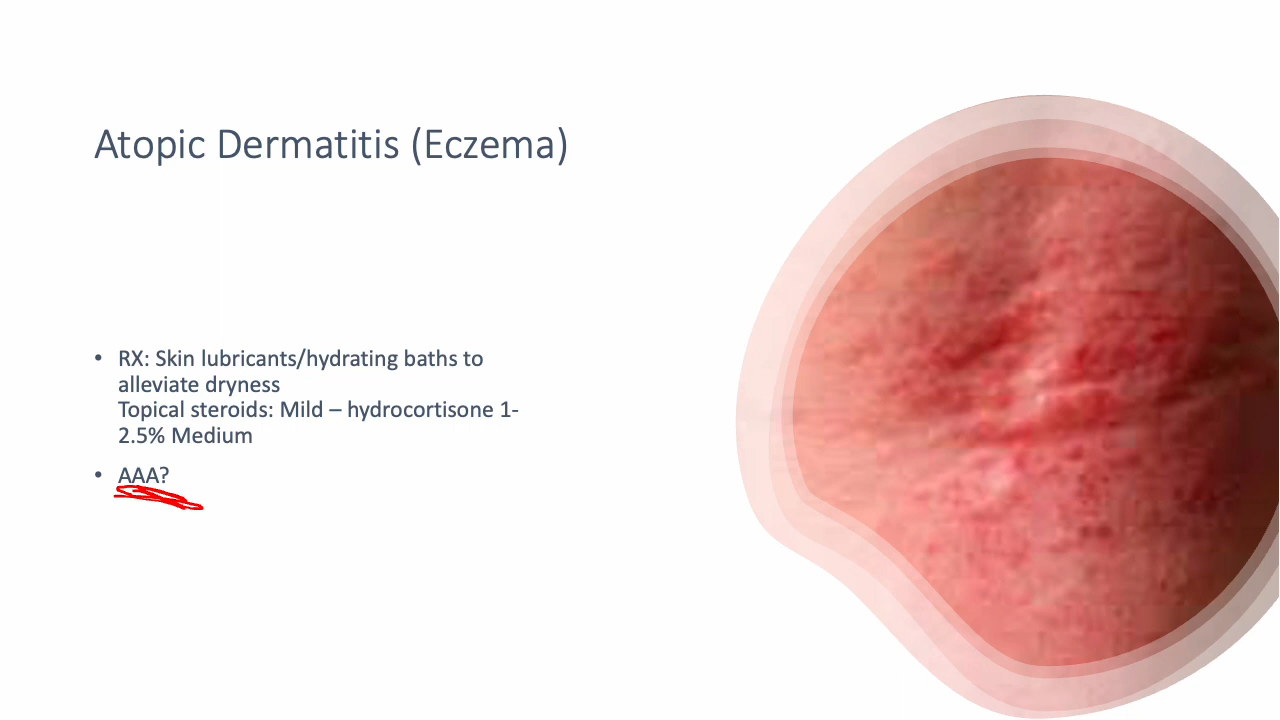 Atopic Dermatitis (Eczema)
• RX: Skin lubricants/hydrating baths to
alleviate dryness
Topical steroids: Mild – hydrocortisone 1-
2.5% Medium
• AAA?